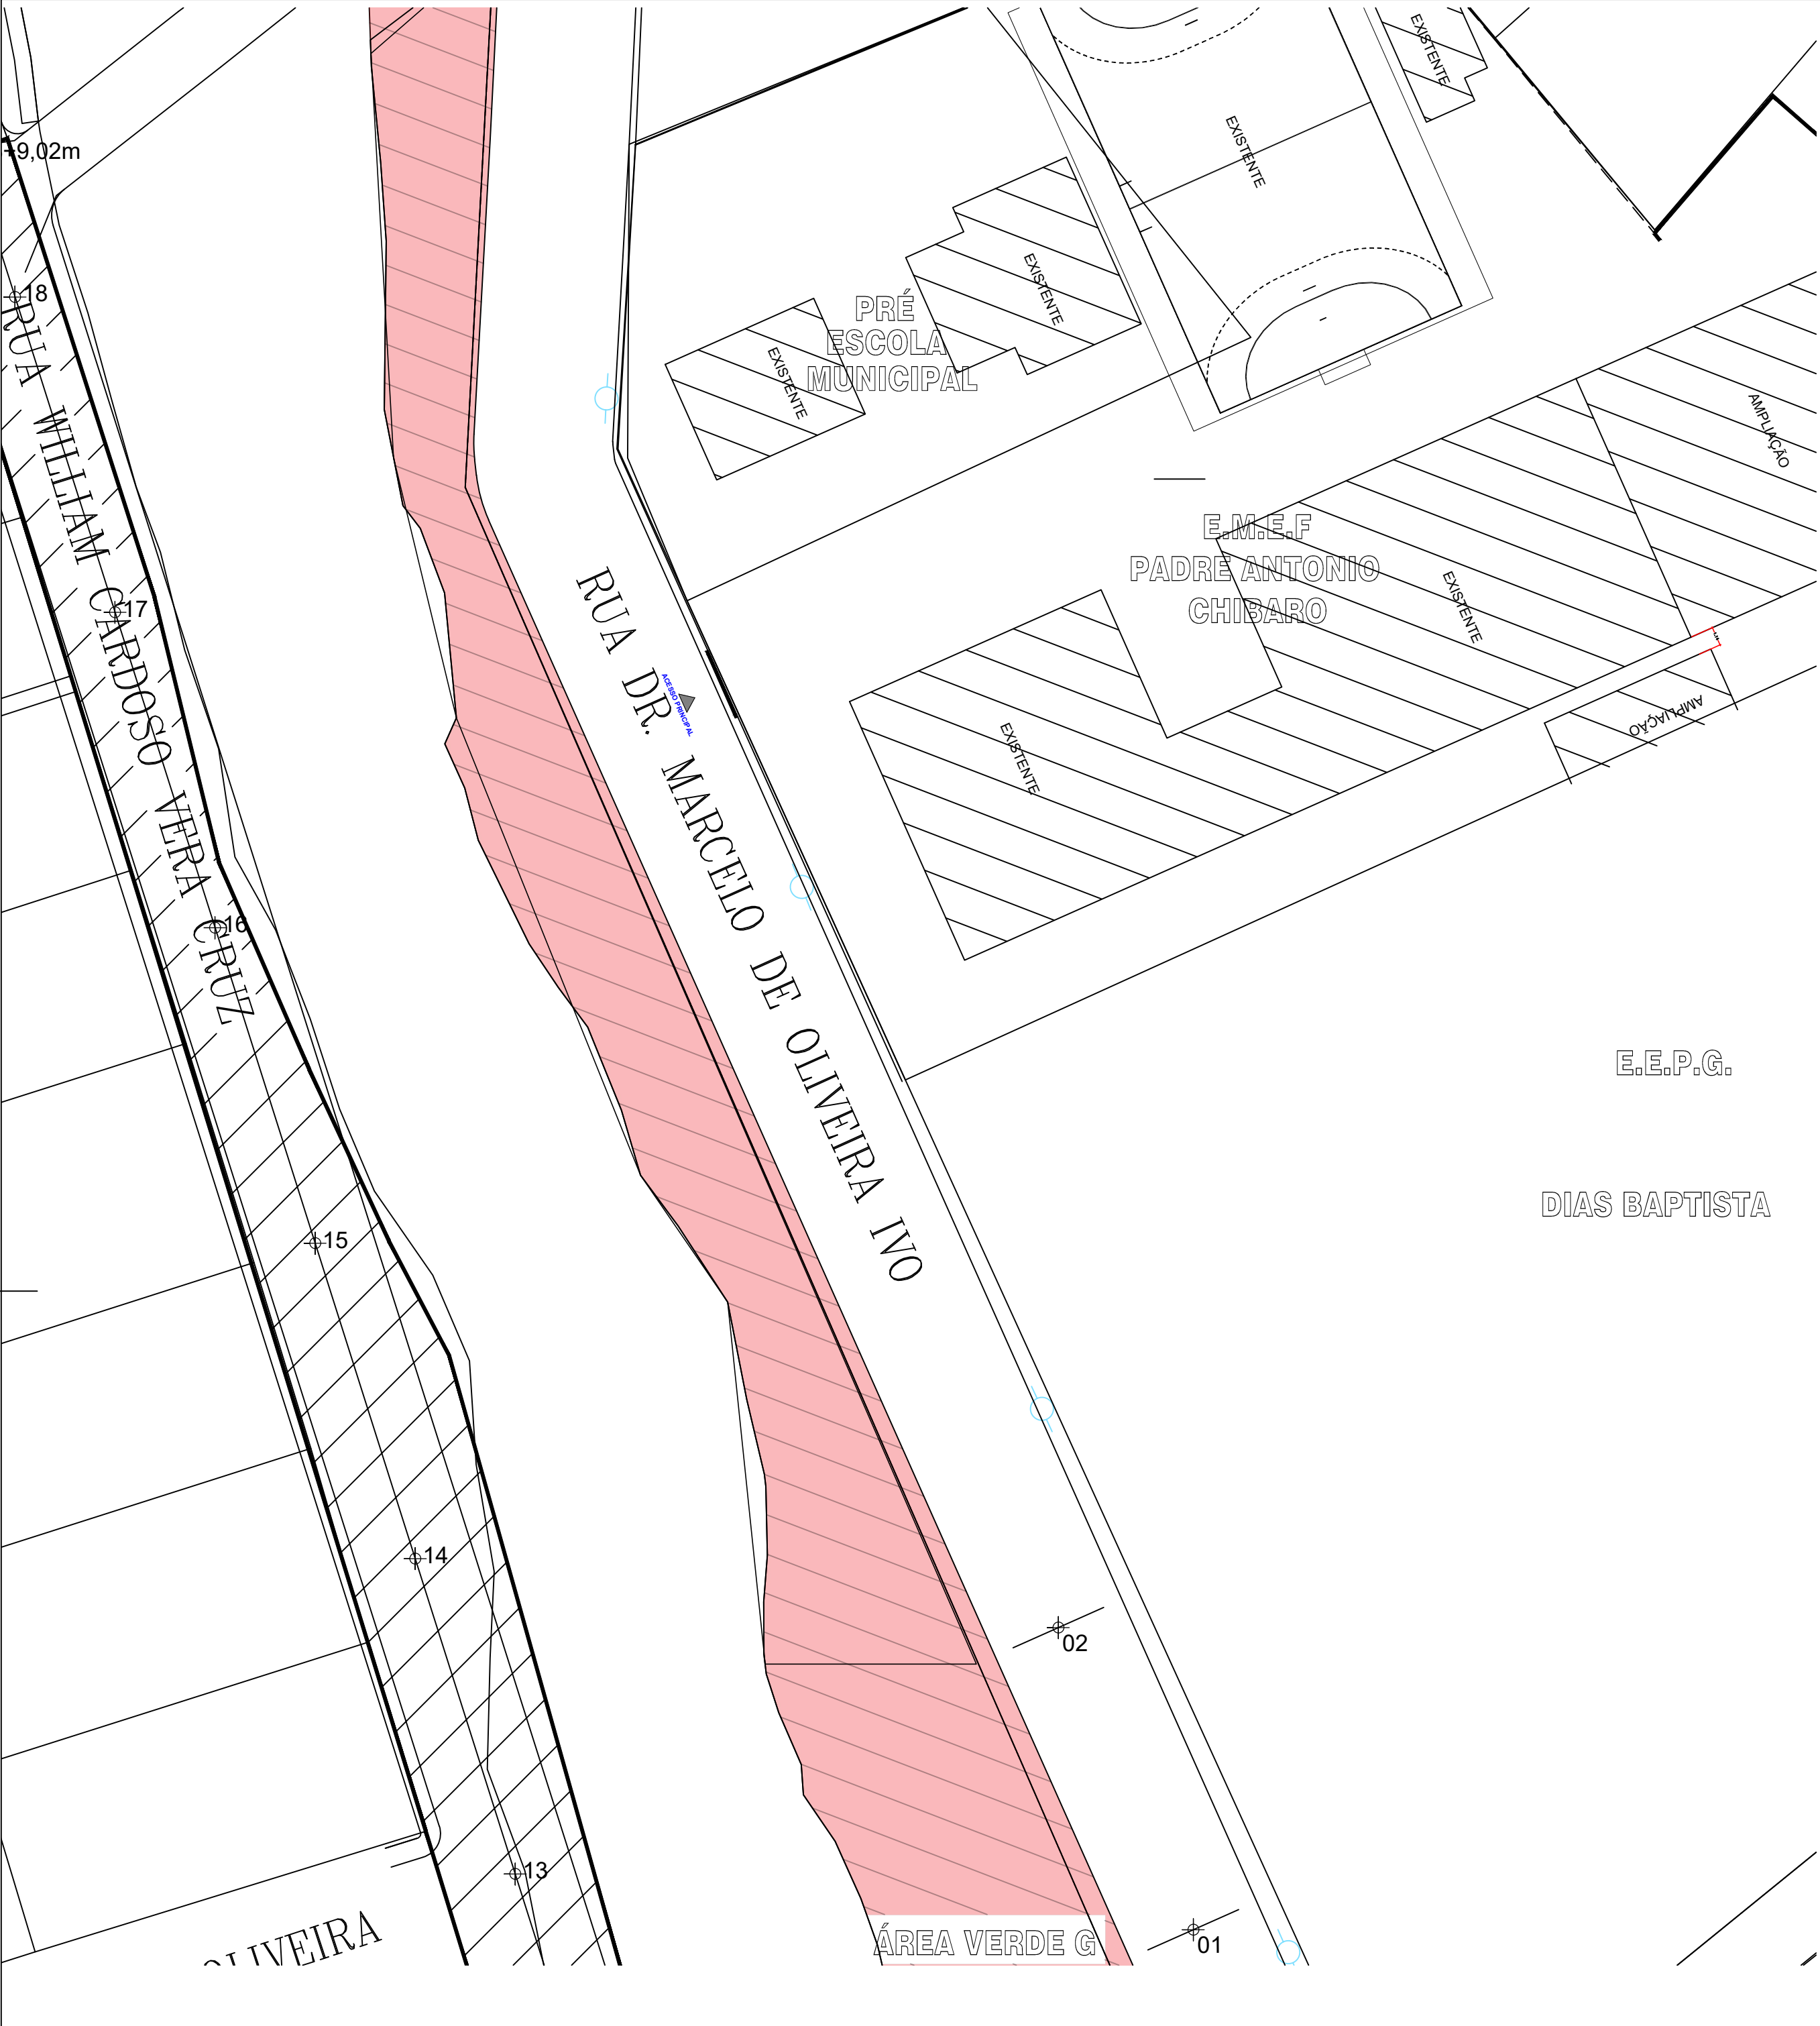 EXISTENTE
EXISTENTE
+9,02m
EXISTENTE
18
PRÉ
ESCOLA
MUNICIPAL
EXISTENTE
RUA WILLIAM CARDOSO VERA CRUZ
AMPLIAÇÃO
E.M.E.F
PADRE ANTONIO
CHIBARO
EXISTENTE
17
RUA DR. MARCELO DE OLIVEIRA IVO
ACESSO PRINCIPAL
AMPLIAÇÃO
EXISTENTE
16
E.E.P.G.
DIAS BAPTISTA
15
14
02
13
ÁREA VERDE G
01
OLIVEIRA